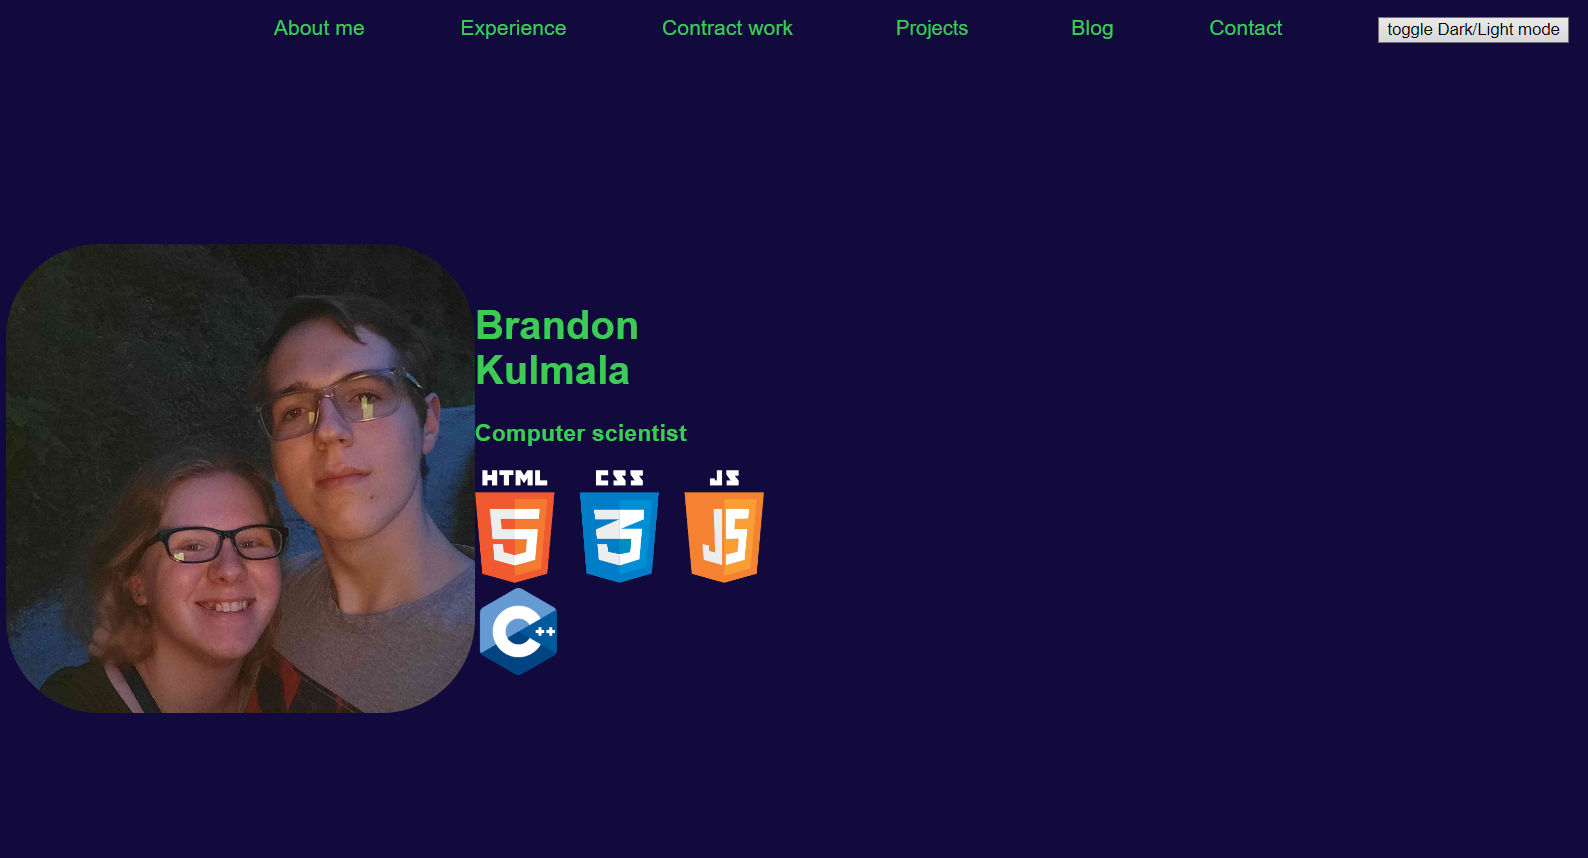 About me Experience Contract work Projects Blog Contact toggle Dark/Light mode
Brandon
Kulmala
Computer scientist
HTML CSS JS
5 3 JS
C++